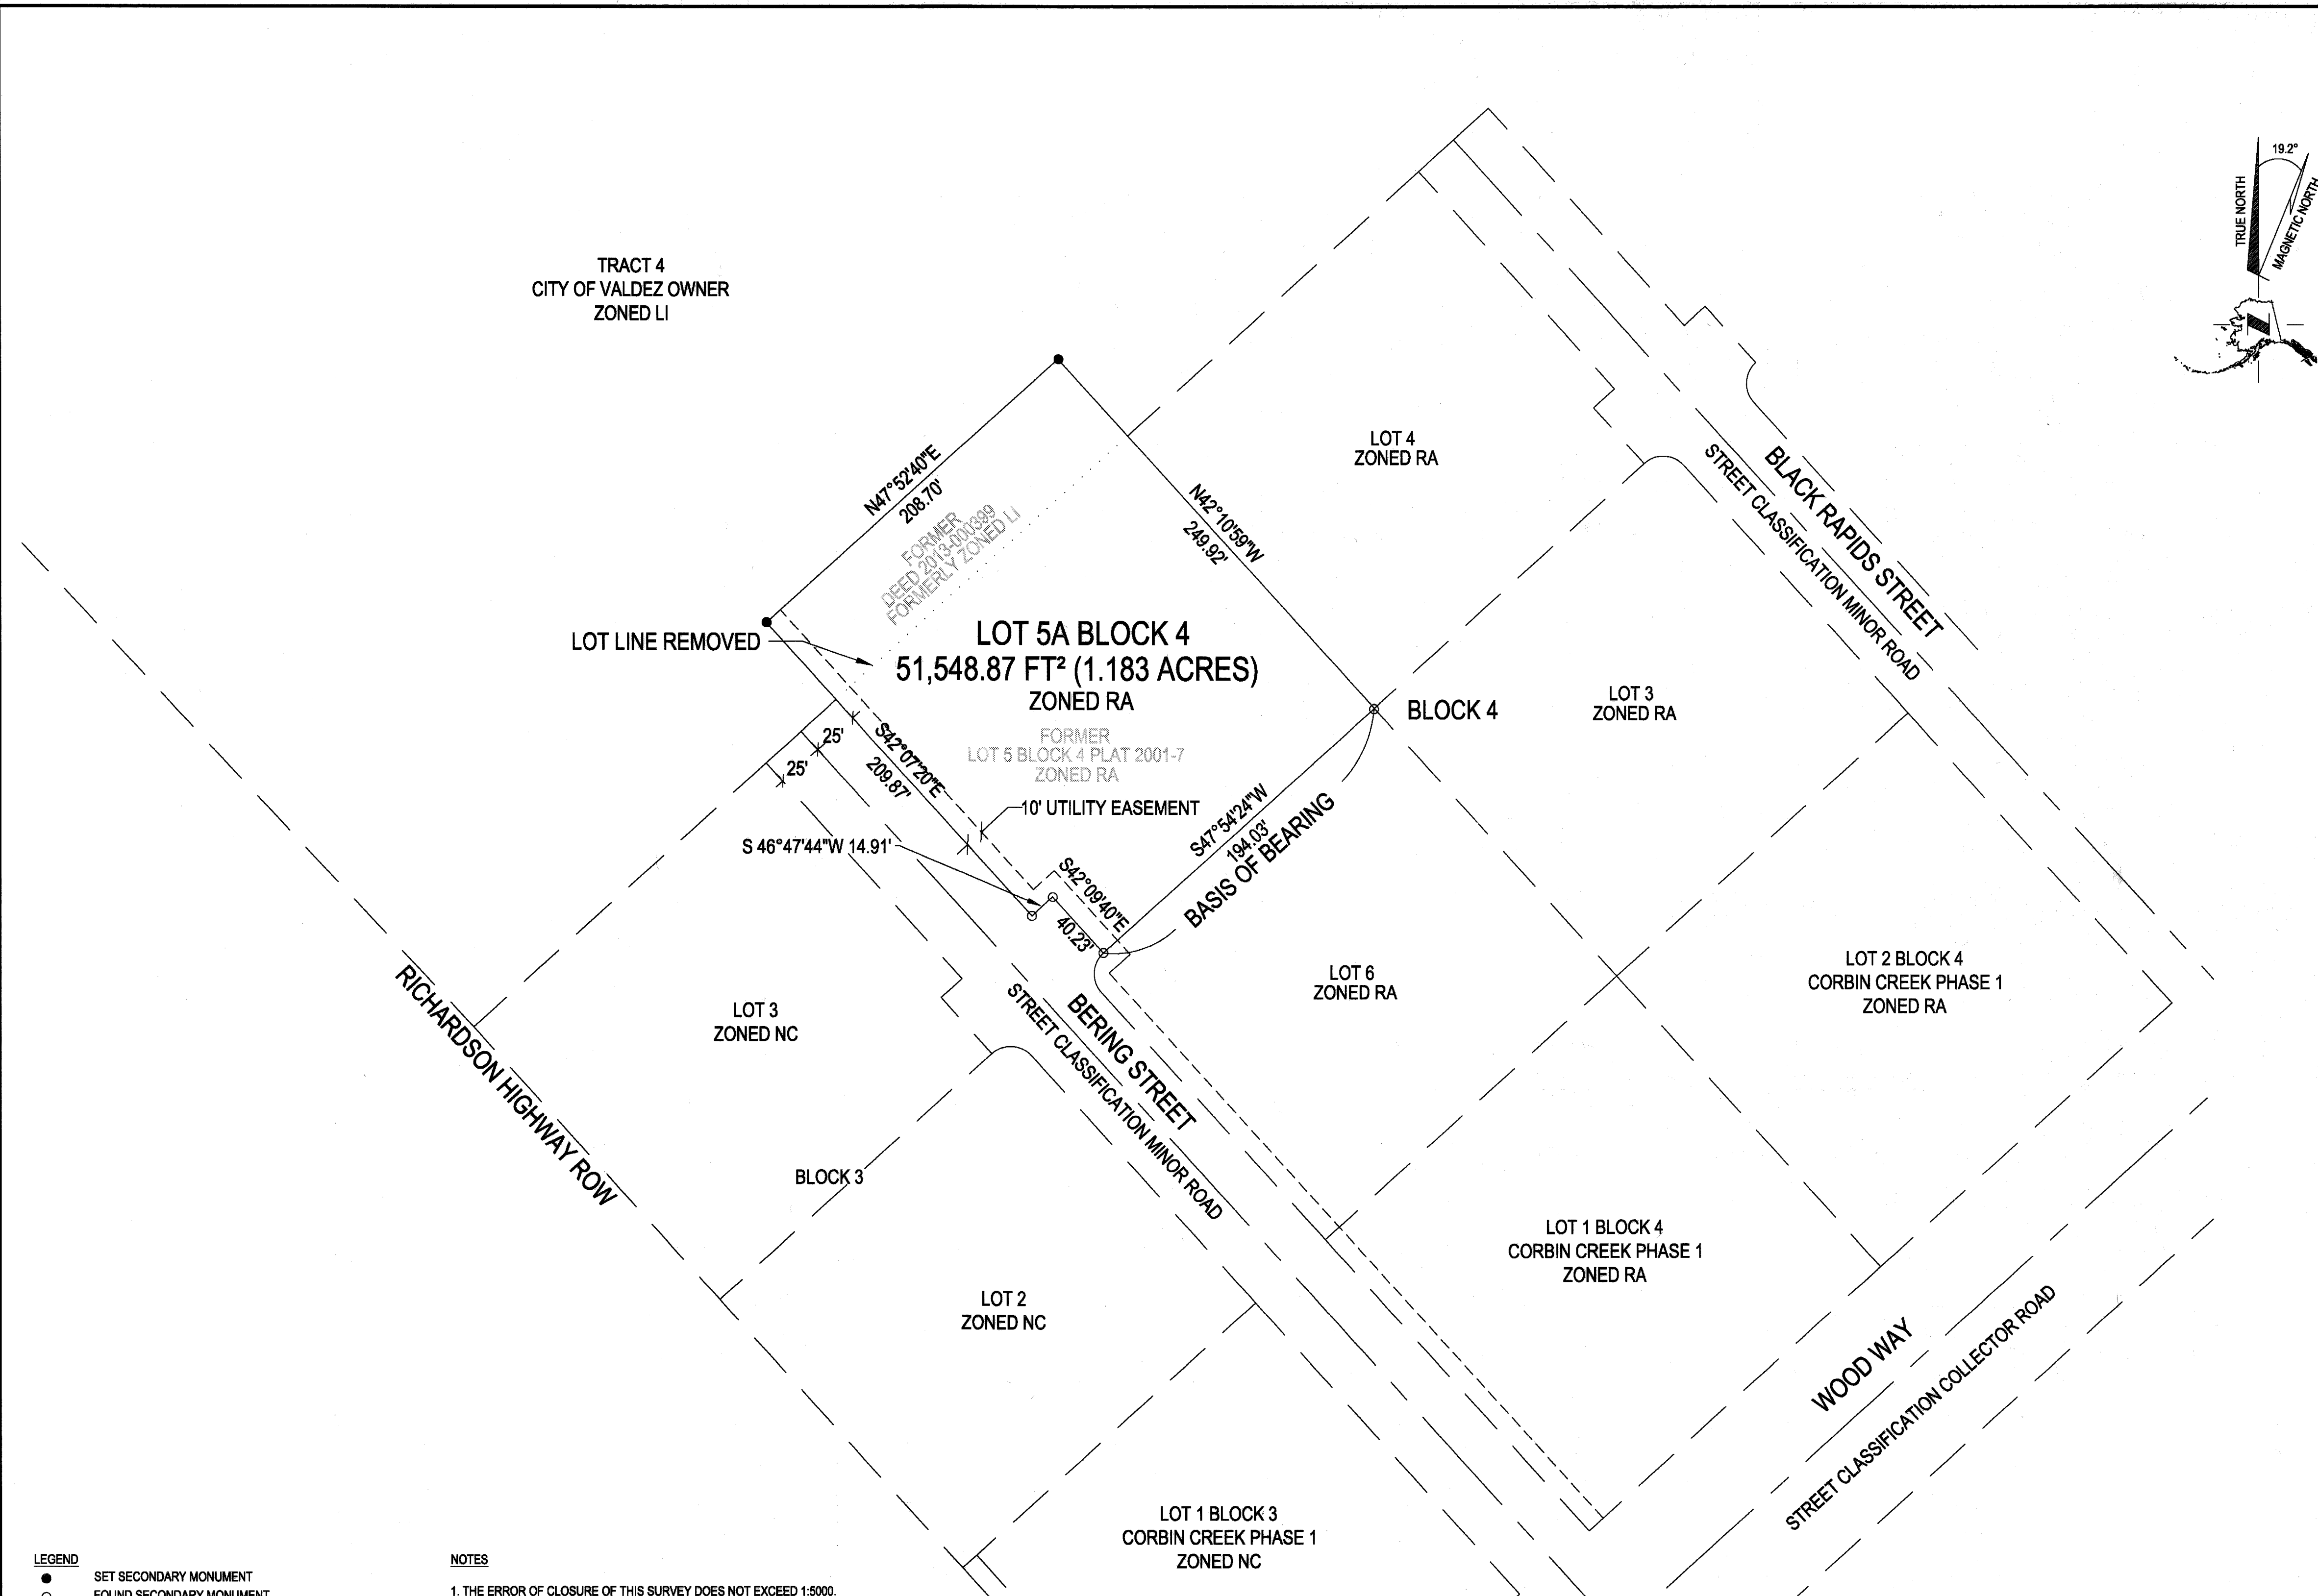 19.2°
TRUE NORTH
MAGNETIC NORTH
N
TRACT 4
CITY OF VALDEZ OWNER
ZONED LI
LOT 4
ZONED RA
BLACK RAPIDS STREET
STREET CLASSIFICATION MINOR ROAD
N47°52'40"E
208.70'
N42°10'59"W
249.92'
FORMER
DEED 2013-000399
FORMERLY ZONED LI
LOT LINE REMOVED
LOT 5A BLOCK 4
51,548.87 FT² (1.183 ACRES)
ZONED RA
FORMER
LOT 5 BLOCK 4 PLAT 2001-7
ZONED RA
BLOCK 4
LOT 3
ZONED RA
25'
25'
S42°07'20"E
209.87'
10' UTILITY EASEMENT
S 46°47'44"W 14.91'
S42°09'40"E
40.23'
S47°54'24"W
194.03'
BASIS OF BEARING
LOT 6
ZONED RA
LOT 2 BLOCK 4
CORBIN CREEK PHASE 1
ZONED RA
RICHARDSON HIGHWAY ROW
LOT 3
ZONED NC
BERING STREET
STREET CLASSIFICATION MINOR ROAD
BLOCK 3
LOT 1 BLOCK 4
CORBIN CREEK PHASE 1
ZONED RA
LOT 2
ZONED NC
WOOD WAY
STREET CLASSIFICATION COLLECTOR ROAD
LOT 1 BLOCK 3
CORBIN CREEK PHASE 1
ZONED NC
LEGEND
SET SECONDARY MONUMENT
FOUND SECONDARY MONUMENT
NOTES
1. THE ERROR OF CLOSURE OF THIS SURVEY DOES NOT EXCEED 1:5000.